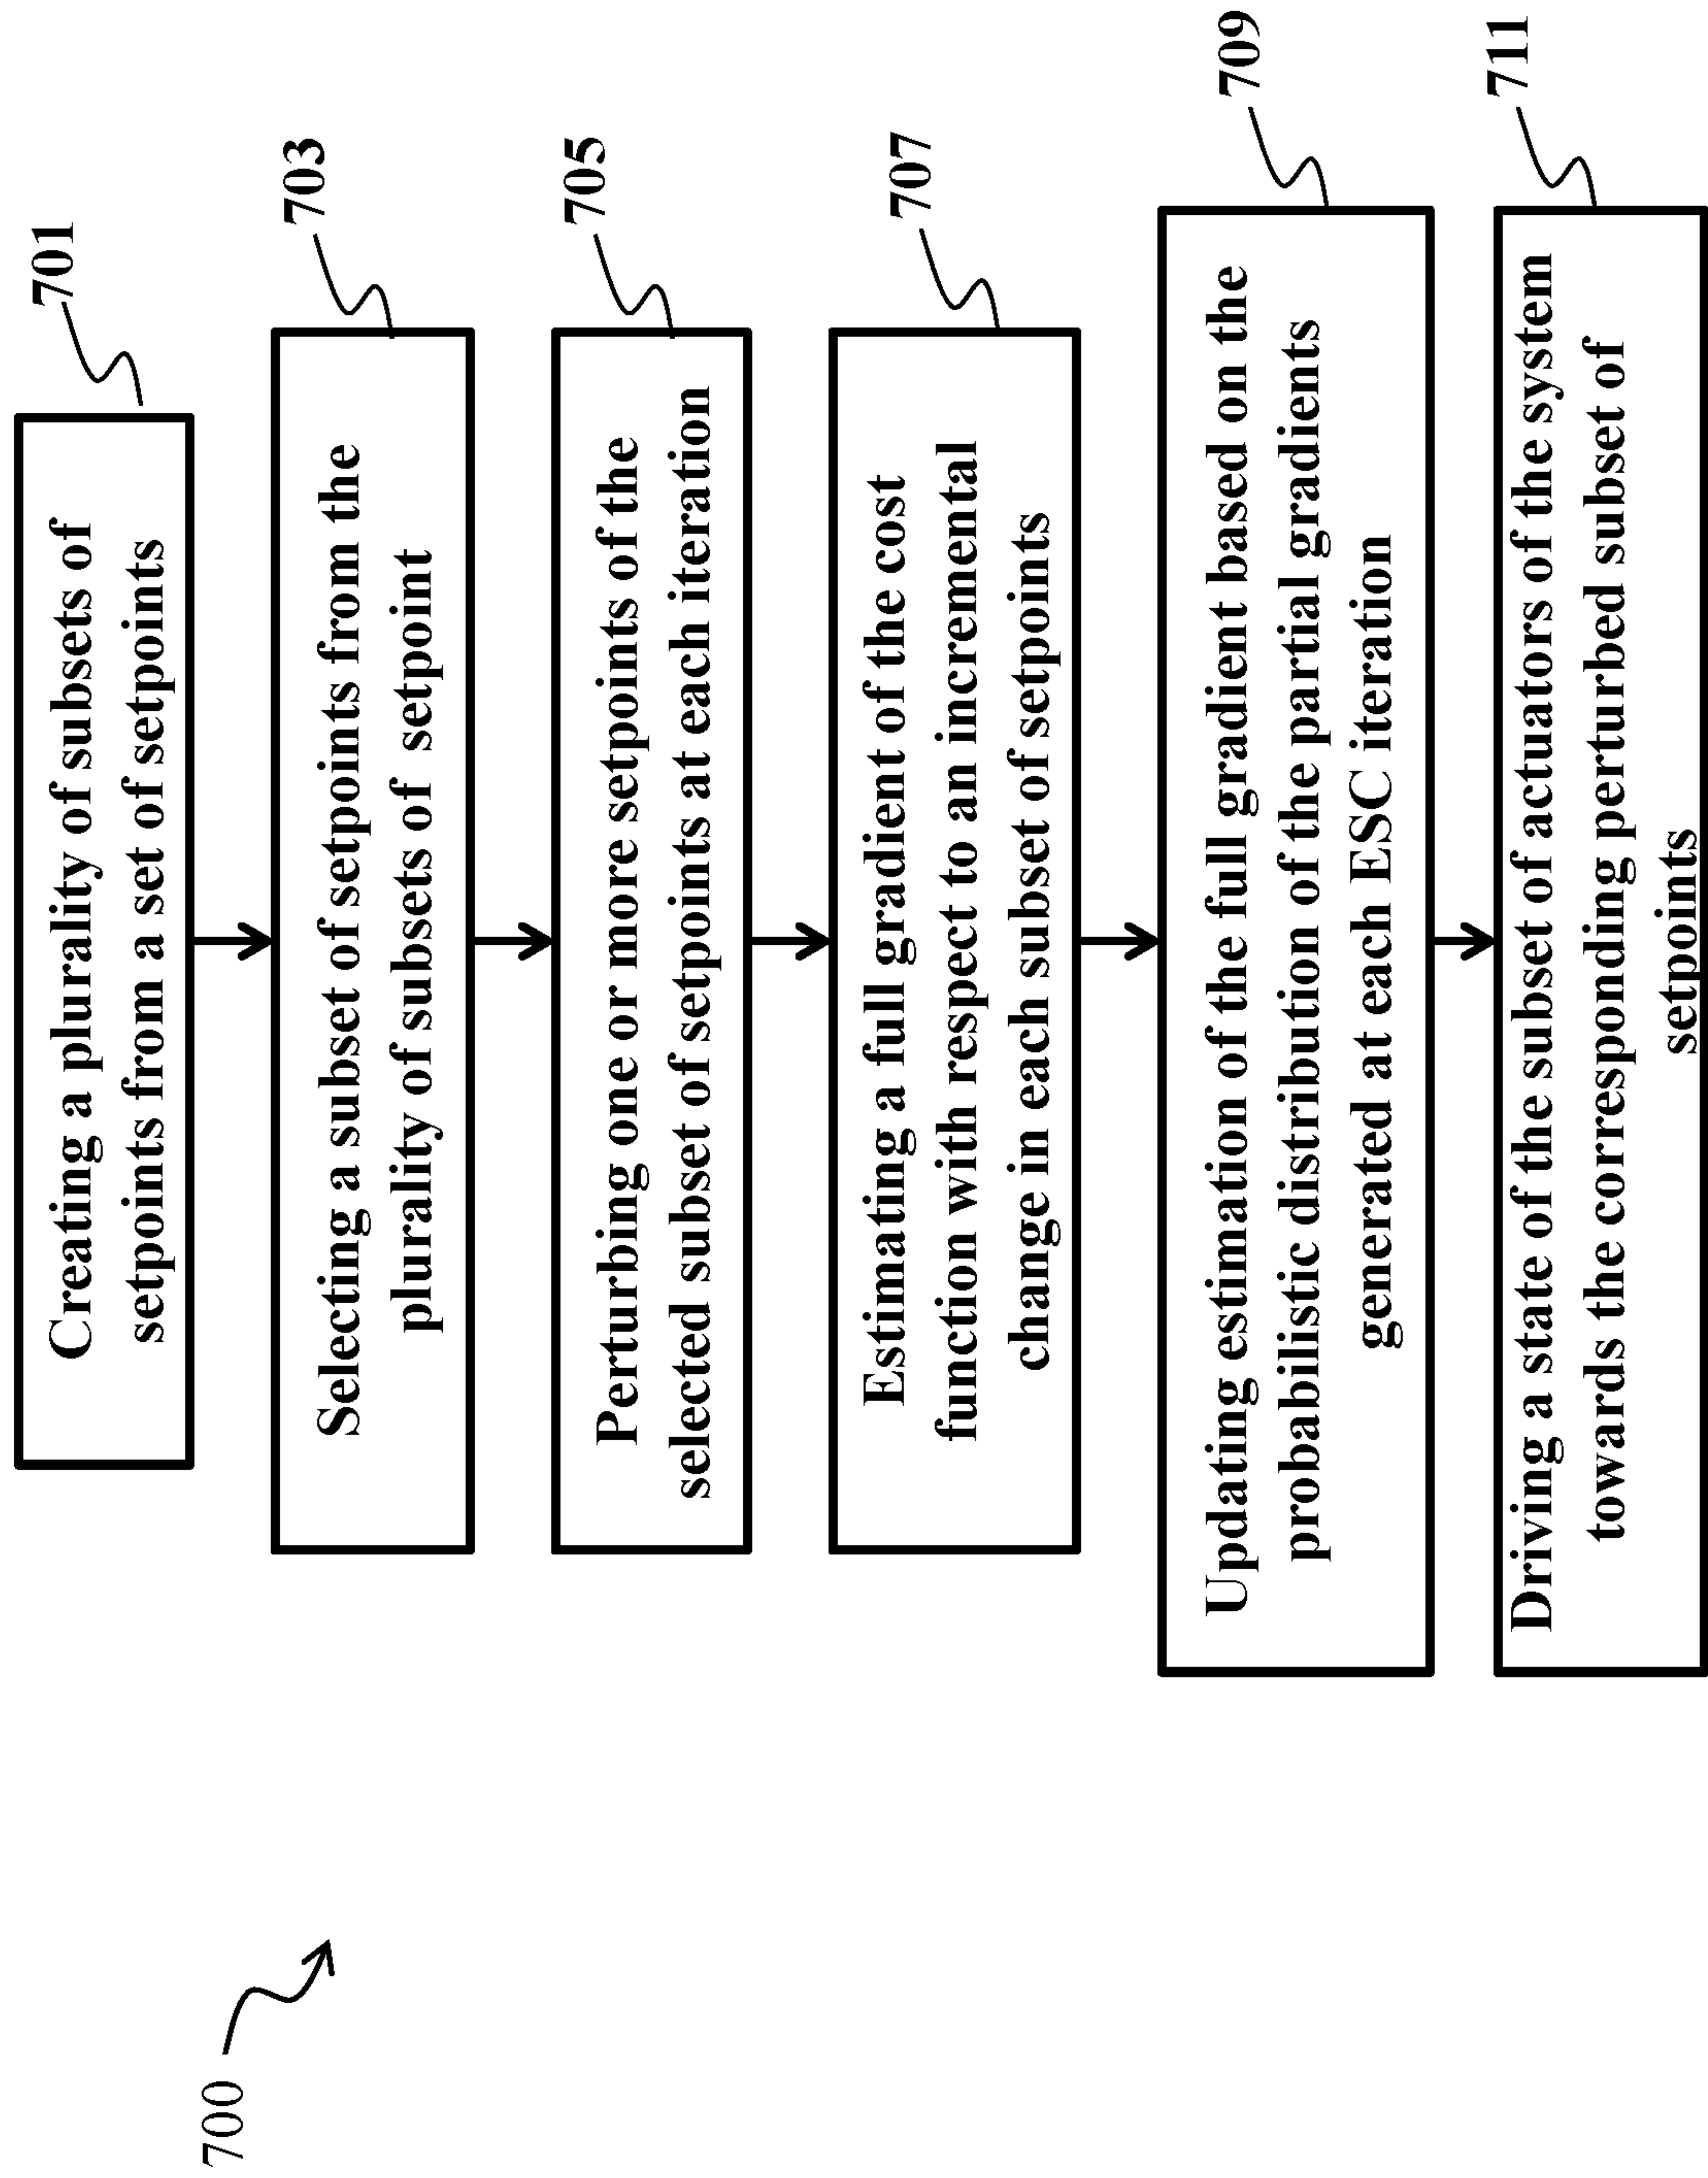 700
701
Creating a plurality of subsets of
setpoints from a set of setpoints
703
Selecting a subset of setpoints from the
plurality of subsets of setpoint
705
Perturbing one or more setpoints of the
selected subset of setpoints at each iteration
707
Estimating a full gradient of the cost
function with respect to an incremental
change in each subset of setpoints
709
Updating estimation of the full gradient based on the
probabilistic distribution of the partial gradients
generated at each ESC iteration
711
Driving a state of the subset of actuators of the system
towards the corresponding perturbed subset of
setpoints